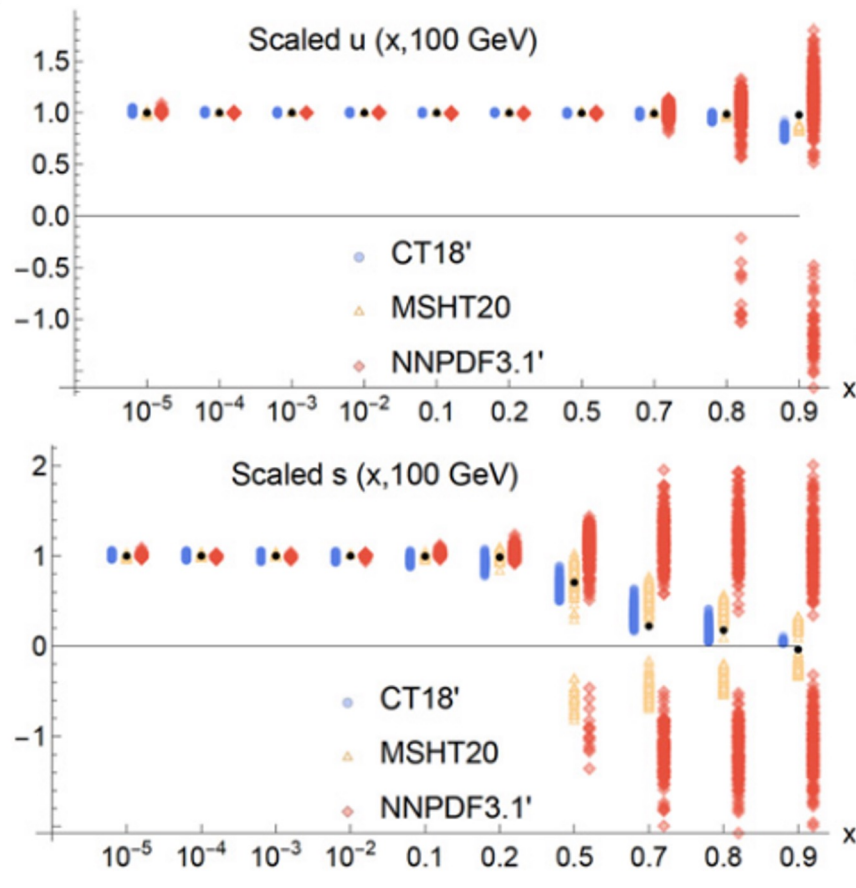 Scaled u (x,100 GeV)
1.5
1.0
0.5
0.0
CT18'
−0.5
MSHT20
−1.0
NNPDF3.1'
x
10⁻⁵ 10⁻⁴ 10⁻³ 10⁻² 0.1 0.2 0.5 0.7 0.8 0.9
2
Scaled s (x,100 GeV)
1
0
CT18'
−1
MSHT20
NNPDF3.1'
x
10⁻⁵ 10⁻⁴ 10⁻³ 10⁻² 0.1 0.2 0.5 0.7 0.8 0.9